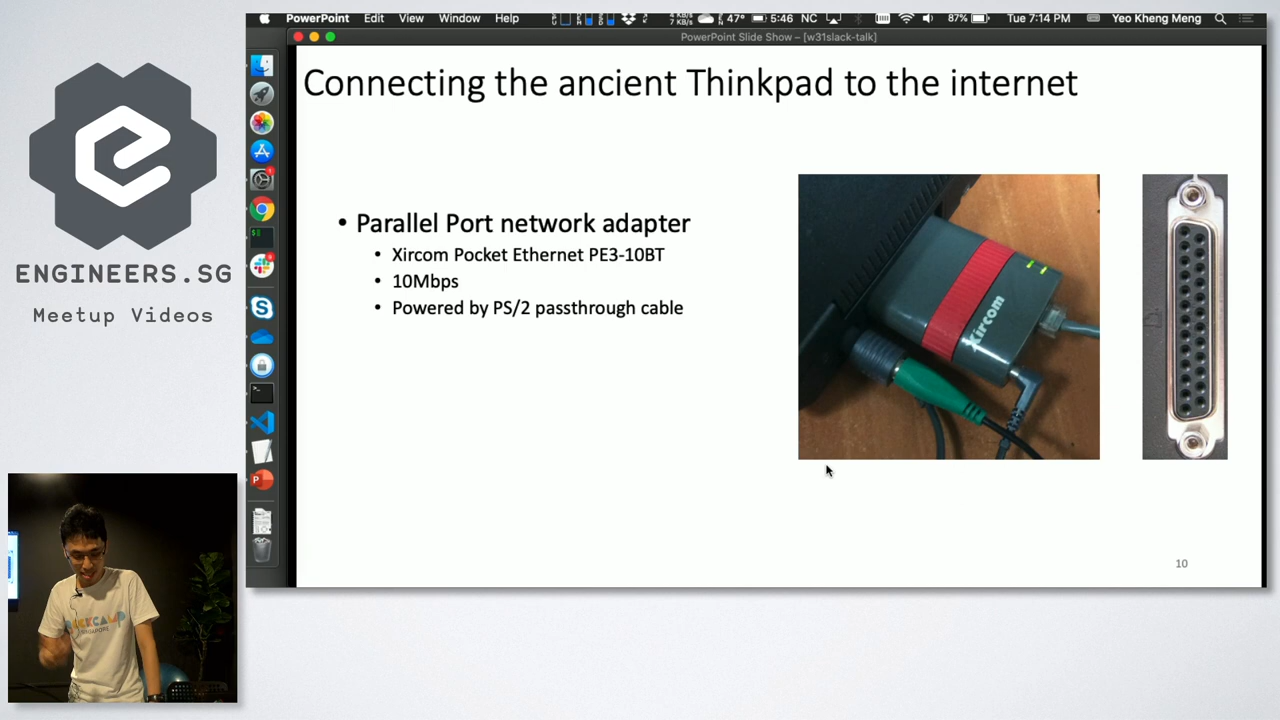 PowerPoint Edit View Window Help 47° 5:46 NC 87% Tue 7:14 PM Yeo Kheng Meng
PowerPoint Slide Show – [w31slack-talk]
Connecting the ancient Thinkpad to the internet
• Parallel Port network adapter
• Xircom Pocket Ethernet PE3-10BT
• 10Mbps
• Powered by PS/2 passthrough cable
Xircom
10
ENGINEERS.SG
Meetup Videos